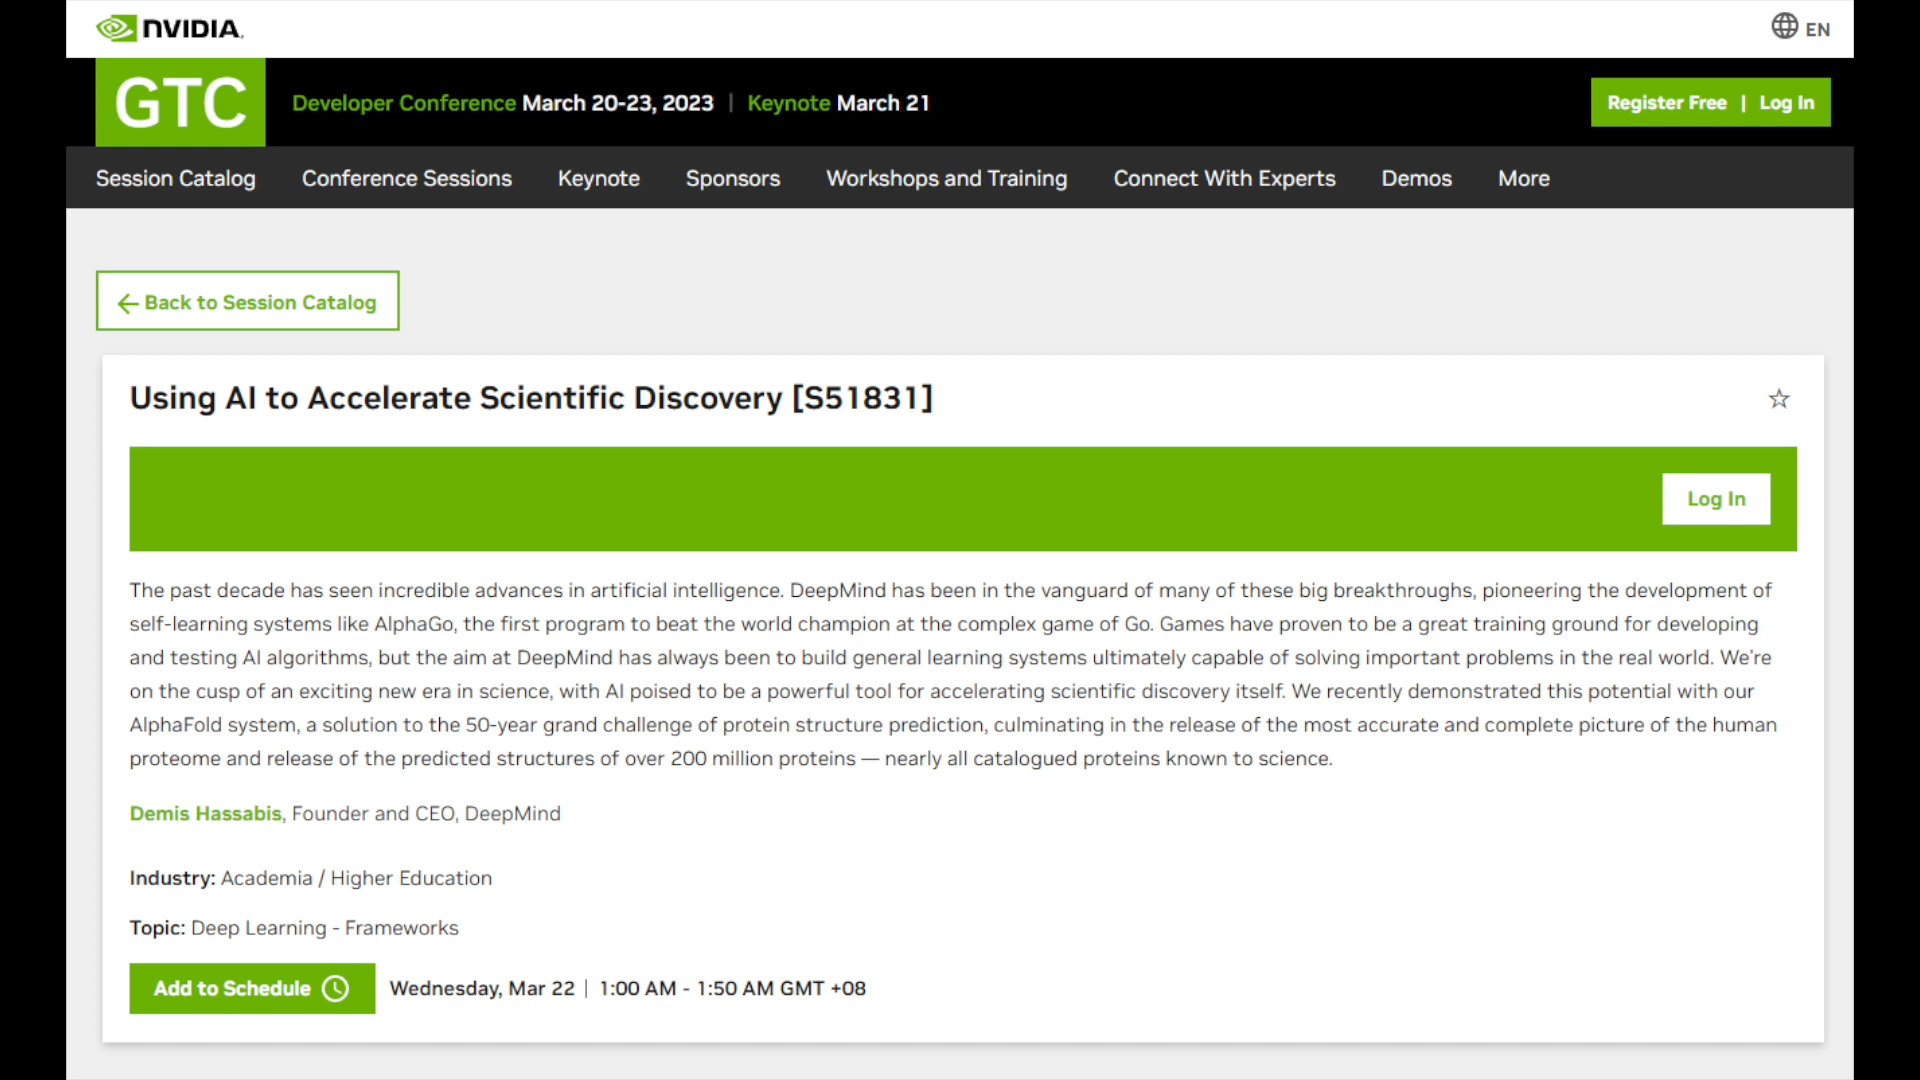 NVIDIA.
EN
GTC
Developer Conference March 20-23, 2023 | Keynote March 21
Register Free | Log In
Session Catalog Conference Sessions Keynote Sponsors Workshops and Training Connect With Experts Demos More
Back to Session Catalog
Using AI to Accelerate Scientific Discovery [S51831]
Log In
The past decade has seen incredible advances in artificial intelligence. DeepMind has been in the vanguard of many of these big breakthroughs, pioneering the development of
self-learning systems like AlphaGo, the first program to beat the world champion at the complex game of Go. Games have proven to be a great training ground for developing
and testing AI algorithms, but the aim at DeepMind has always been to build general learning systems ultimately capable of solving important problems in the real world. We're
on the cusp of an exciting new era in science, with AI poised to be a powerful tool for accelerating scientific discovery itself. We recently demonstrated this potential with our
AlphaFold system, a solution to the 50-year grand challenge of protein structure prediction, culminating in the release of the most accurate and complete picture of the human
proteome and release of the predicted structures of over 200 million proteins — nearly all catalogued proteins known to science.
Demis Hassabis, Founder and CEO, DeepMind
Industry: Academia / Higher Education
Topic: Deep Learning - Frameworks
Add to Schedule
Wednesday, Mar 22 | 1:00 AM - 1:50 AM GMT +08